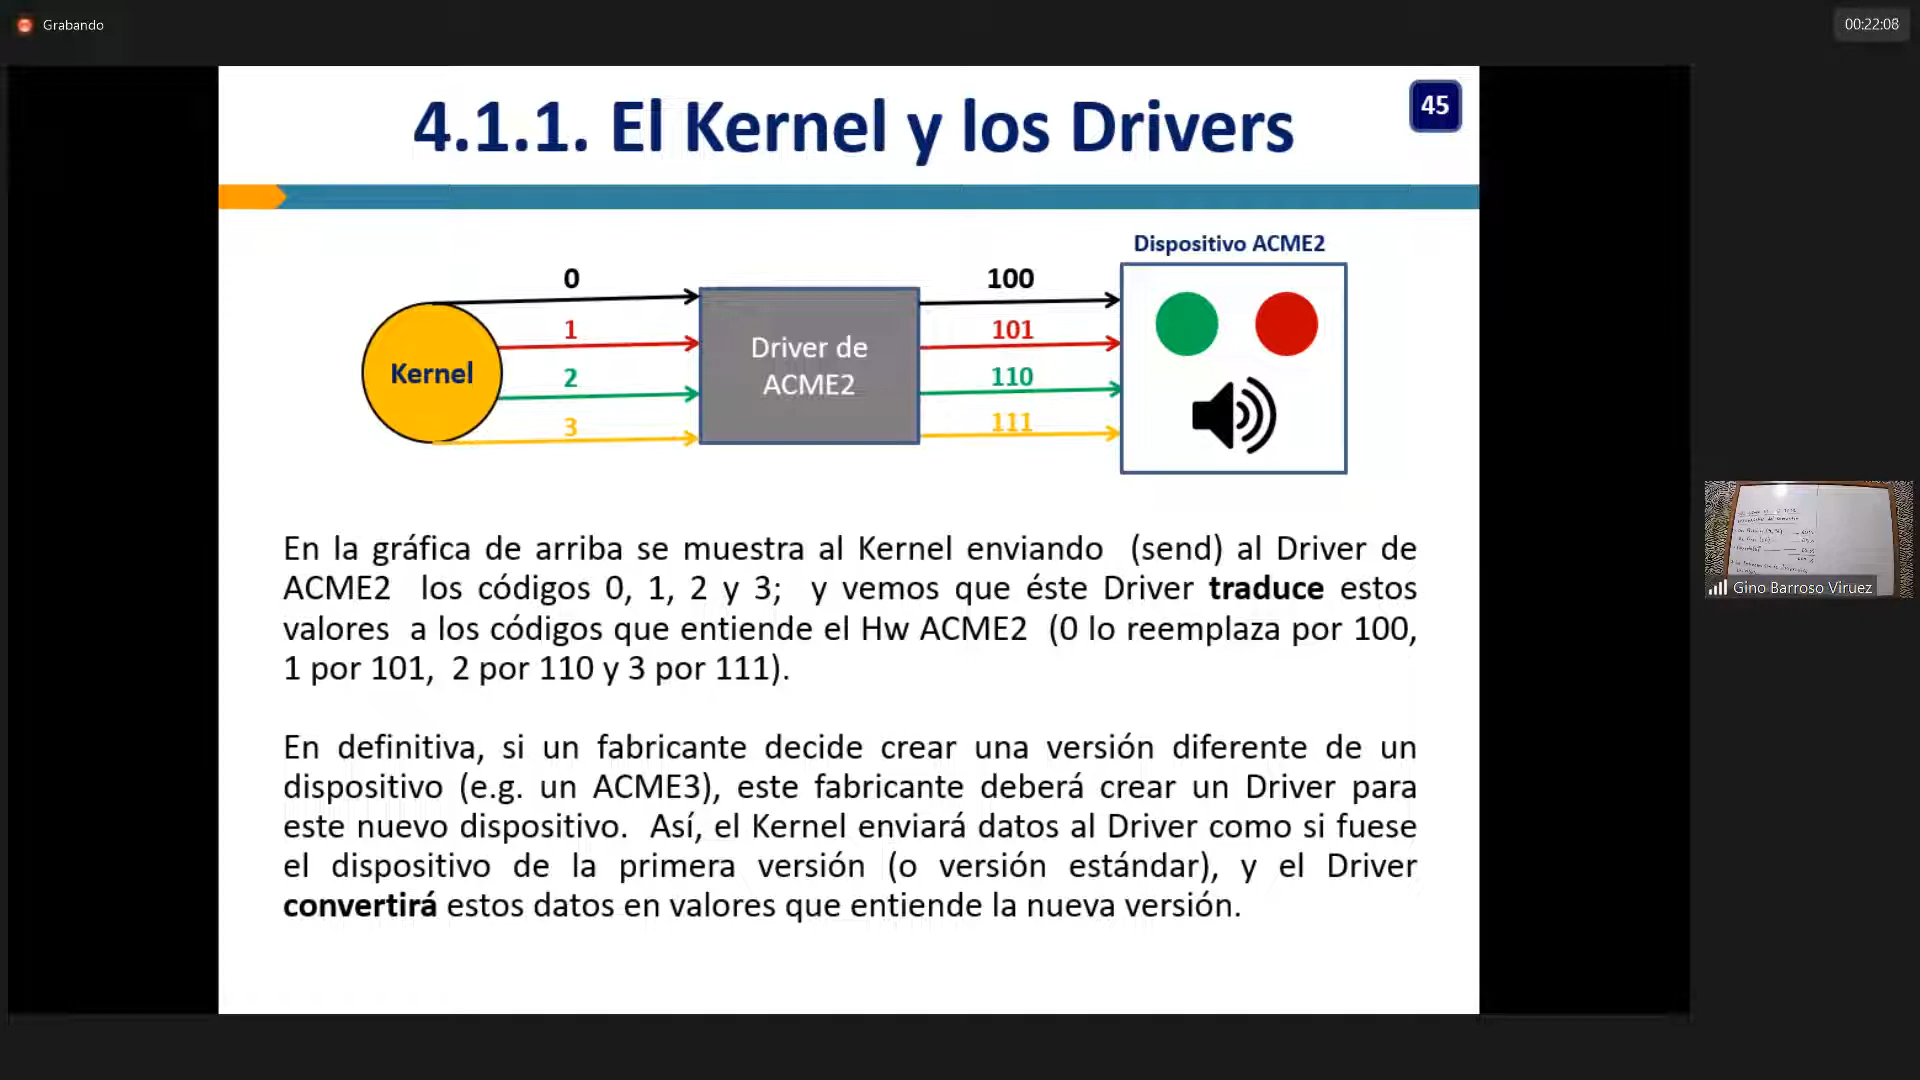 Grabando
00:22:08
4.1.1. El Kernel y los Drivers
45
Dispositivo ACME2
0
100
1
101
Kernel
Driver de
ACME2
2
110
3
111
En la gráfica de arriba se muestra al Kernel enviando (send) al Driver de
ACME2 los códigos 0, 1, 2 y 3; y vemos que éste Driver traduce estos
valores a los códigos que entiende el Hw ACME2 (0 lo reemplaza por 100,
1 por 101, 2 por 110 y 3 por 111).
En definitiva, si un fabricante decide crear una versión diferente de un
dispositivo (e.g. un ACME3), este fabricante deberá crear un Driver para
este nuevo dispositivo. Así, el Kernel enviará datos al Driver como si fuese
el dispositivo de la primera versión (o versión estándar), y el Driver
convertirá estos datos en valores que entiende la nueva versión.
Gino Barroso Viruez